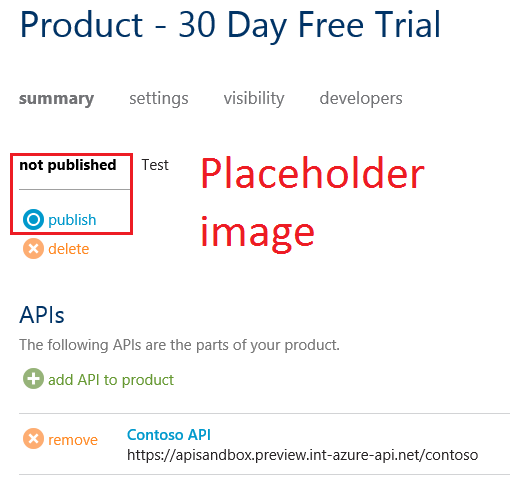 Product - 30 Day Free Trial
summary settings visibility developers
not published Test
Placeholder
image
publish
delete
APIs
The following APIs are the parts of your product.
add API to product
remove Contoso API
https://apisandbox.preview.int-azure-api.net/contoso